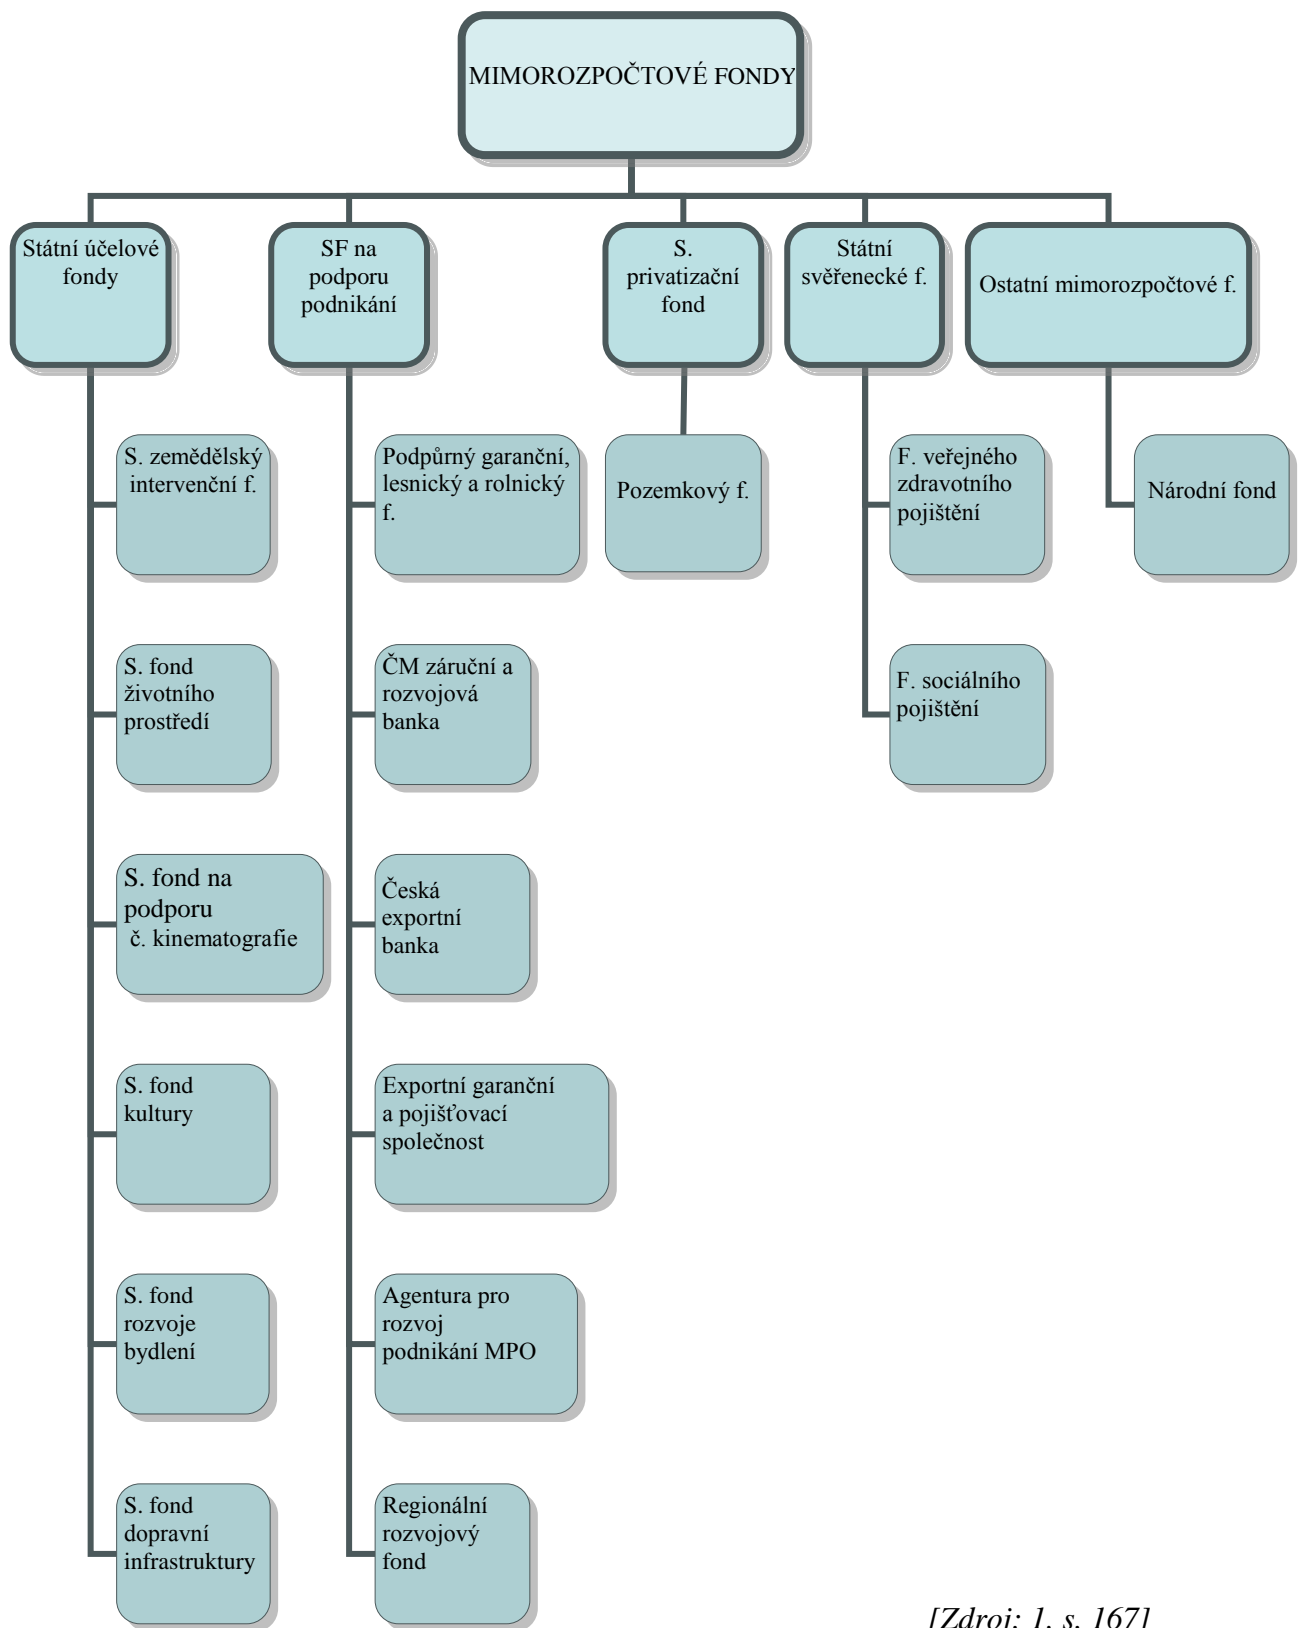 MIMOROZPOČTOVÉ FONDY
Státní účelové
fondy
SF na
podporu
podnikání
S.
privatizační
fond
Státní
svěřenecké f.
Ostatní mimorozpočtové f.
S. zemědělský
intervenční f.
Podpůrný garanční,
lesnický a rolnický
f.
Pozemkový f.
F. veřejného
zdravotního
pojištění
Národní fond
S. fond
životního
prostředí
ČM záruční a
rozvojová
banka
F. sociálního
pojištění
S. fond na
podporu
č. kinematografie
Česká
exportní
banka
S. fond
kultury
Exportní garanční
a pojišťovací
společnost
S. fond
rozvoje
bydlení
Agentura pro
rozvoj
podnikání MPO
S. fond
dopravní
infrastruktury
Regionální
rozvojový
fond
[Zdroj: 1, s. 167]